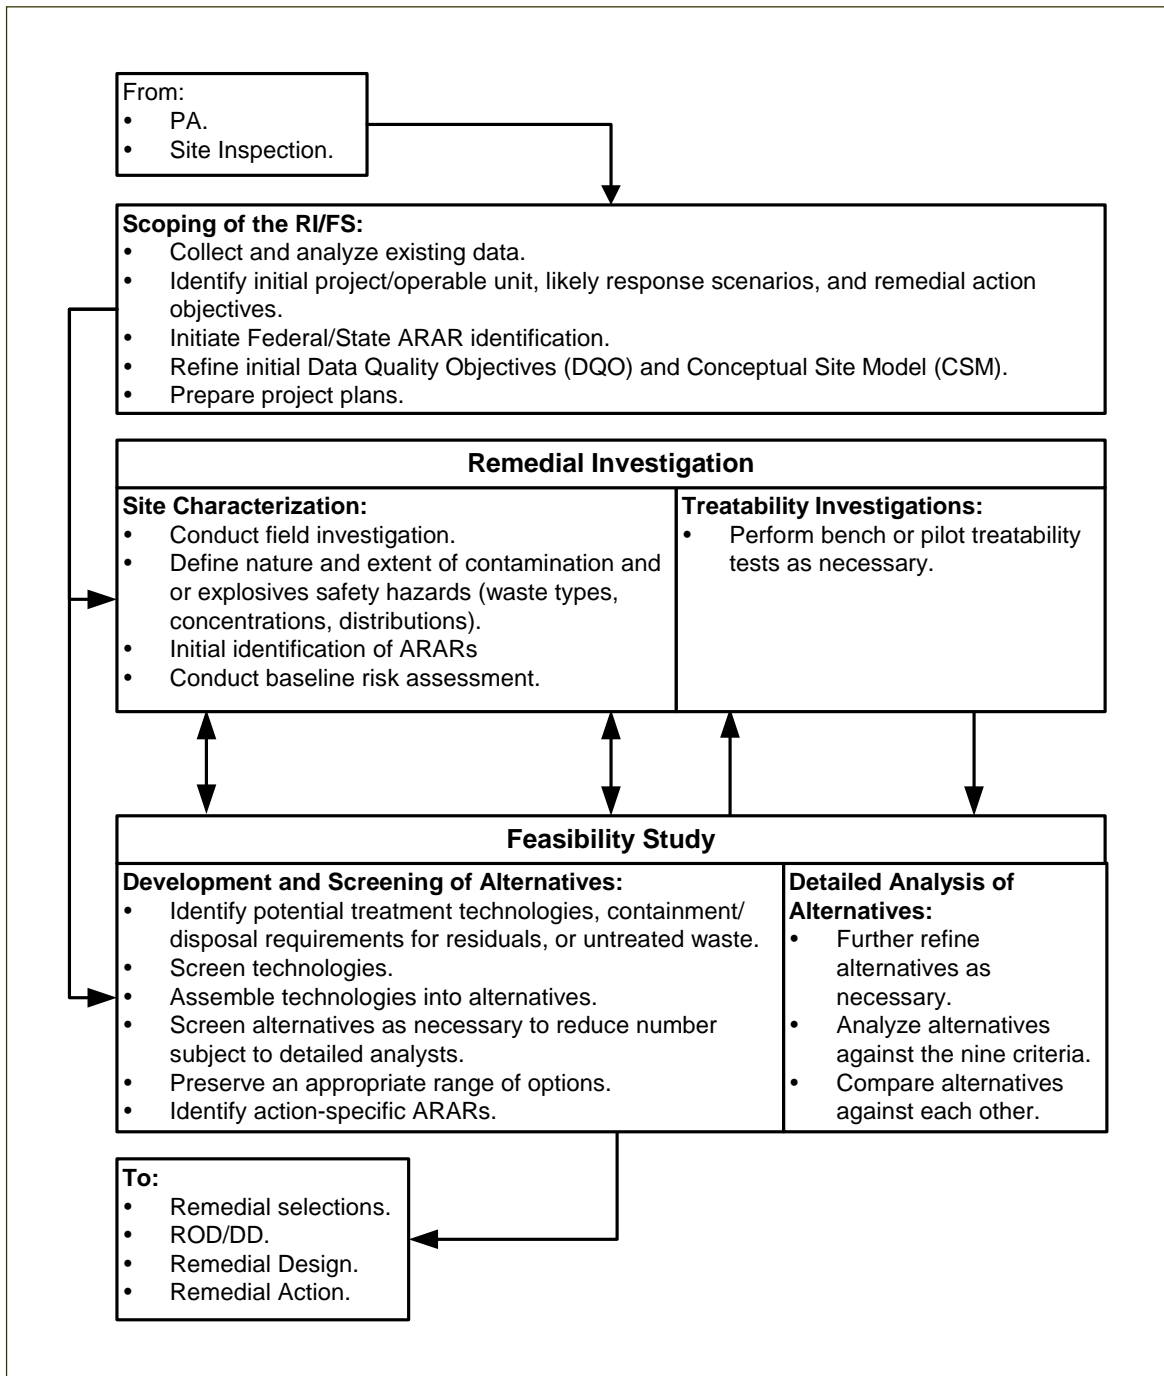 From:
• PA.
• Site Inspection.
Scoping of the RI/FS:
• Collect and analyze existing data.
• Identify initial project/operable unit, likely response scenarios, and remedial action
objectives.
• Initiate Federal/State ARAR identification.
• Refine initial Data Quality Objectives (DQO) and Conceptual Site Model (CSM).
• Prepare project plans.
Remedial Investigation
Site Characterization:
• Conduct field investigation.
• Define nature and extent of contamination and
or explosives safety hazards (waste types,
concentrations, distributions).
• Initial identification of ARARs
• Conduct baseline risk assessment.
Treatability Investigations:
• Perform bench or pilot treatability
tests as necessary.
Feasibility Study
Development and Screening of Alternatives:
• Identify potential treatment technologies, containment/
disposal requirements for residuals, or untreated waste.
• Screen technologies.
• Assemble technologies into alternatives.
• Screen alternatives as necessary to reduce number
subject to detailed analysts.
• Preserve an appropriate range of options.
• Identify action-specific ARARs.
Detailed Analysis of
Alternatives:
• Further refine
alternatives as
necessary.
• Analyze alternatives
against the nine criteria.
• Compare alternatives
against each other.
To:
• Remedial selections.
• ROD/DD.
• Remedial Design.
• Remedial Action.